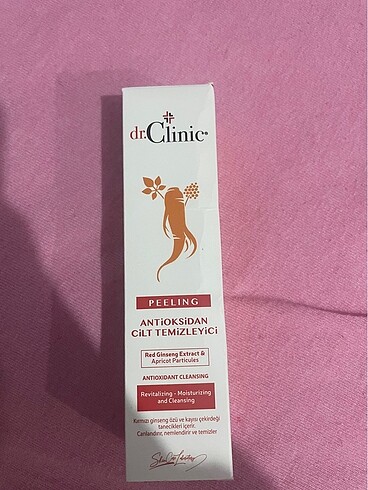 dr.Clinic®
PEELING
ANTİOKSİDAN
CİLT TEMİZLEYİCİ
Red Ginseng Extract &
Apricot Particules
ANTIOXIDANT CLEANSING
Revitalizing - Moisturizing
and Cleansing
Kırmızı ginseng özü ve kayısı çekirdeği
tanecikleri içerir.
Canlandırır, nemlendirir ve temizler